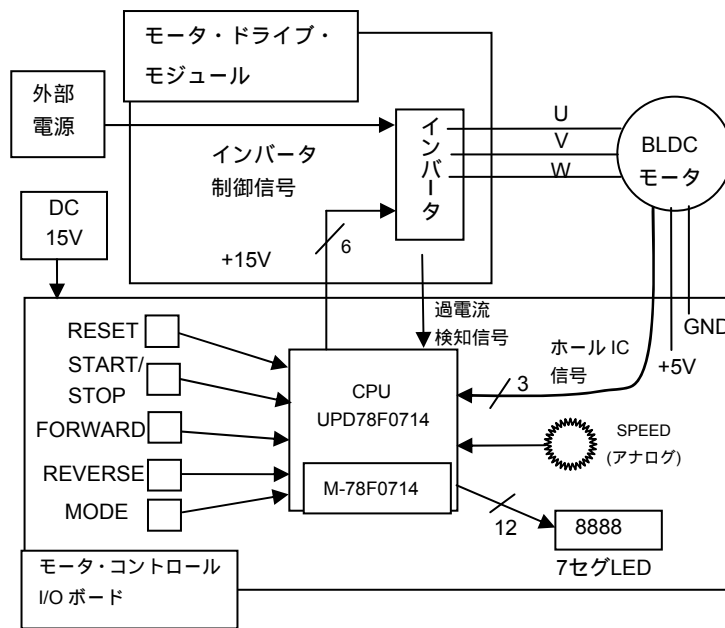 モータ・ドライブ・
モジュール
外部
電源
インバータ
制御信号
インバータ
U
V
W
BLDC
モータ
DC
15V
+15V
6
過電流
検知信号
GND
+5V
ホール IC
信号
3
RESET
START/
STOP
FORWARD
REVERSE
MODE
CPU
UPD78F0714
M-78F0714
SPEED
(アナログ)
12
8888
7セグLED
モータ・コントロール
I/O ボード